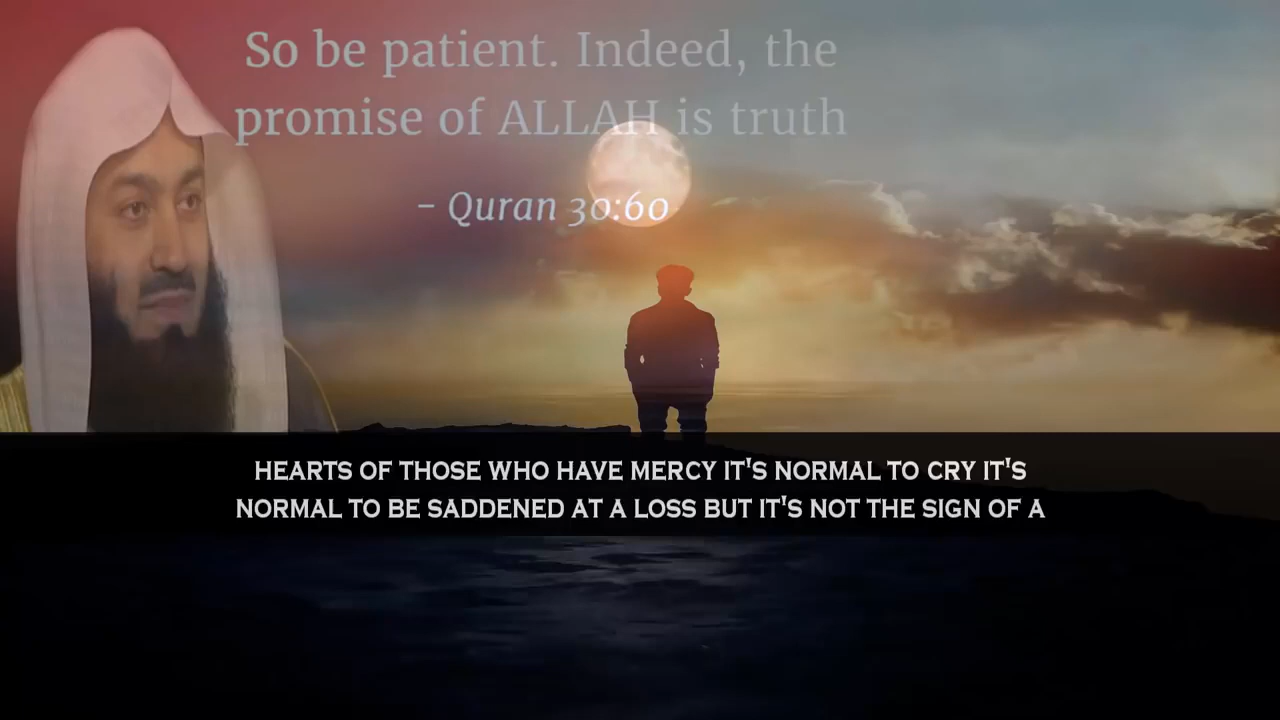 So be patient. Indeed, the
promise of ALLAH is truth
– Quran 30:60
HEARTS OF THOSE WHO HAVE MERCY IT'S NORMAL TO CRY IT'S
NORMAL TO BE SADDENED AT A LOSS BUT IT'S NOT THE SIGN OF A